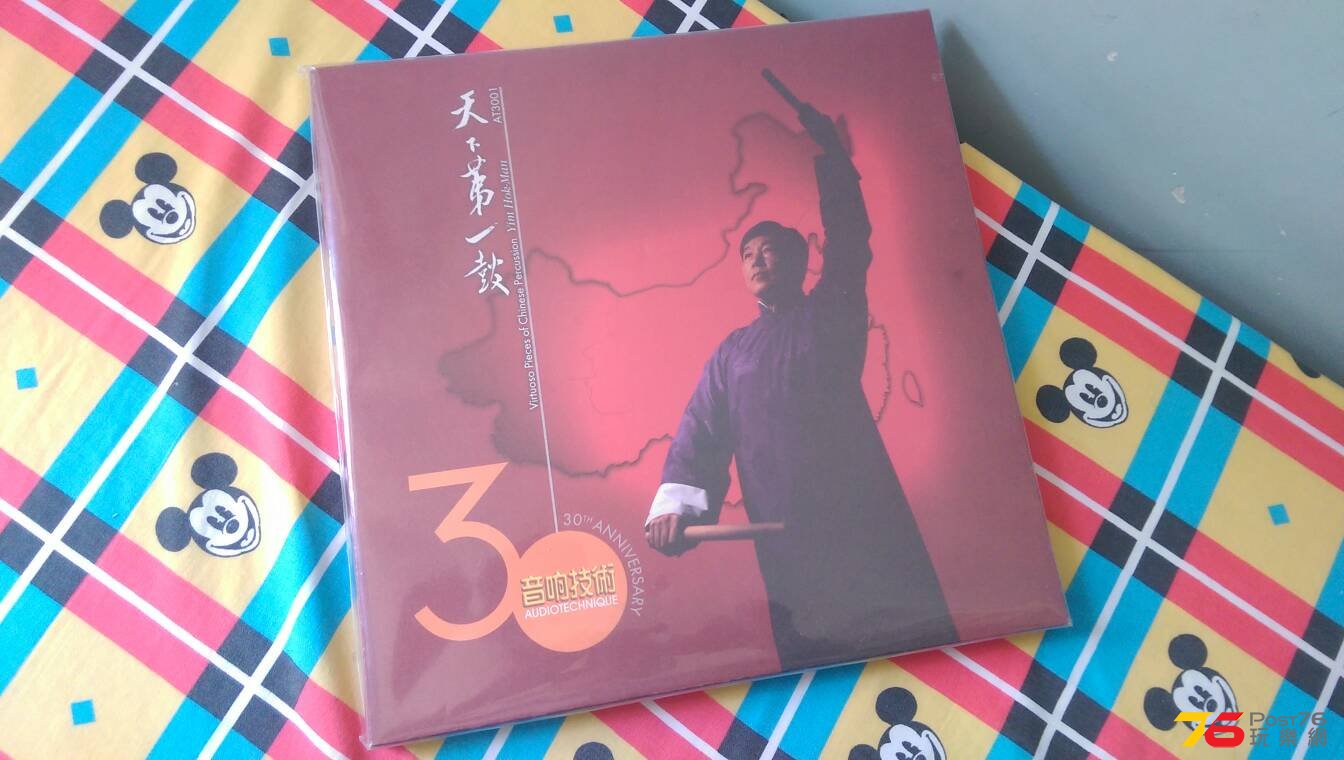 天下第一鼓
AT3001
Virtuoso Pieces of Chinese Percussion Yim Hok-Man
30
30TH ANNIVERSARY
音响技術
AUDIOTECHNIQUE
76 Post76
玩樂網